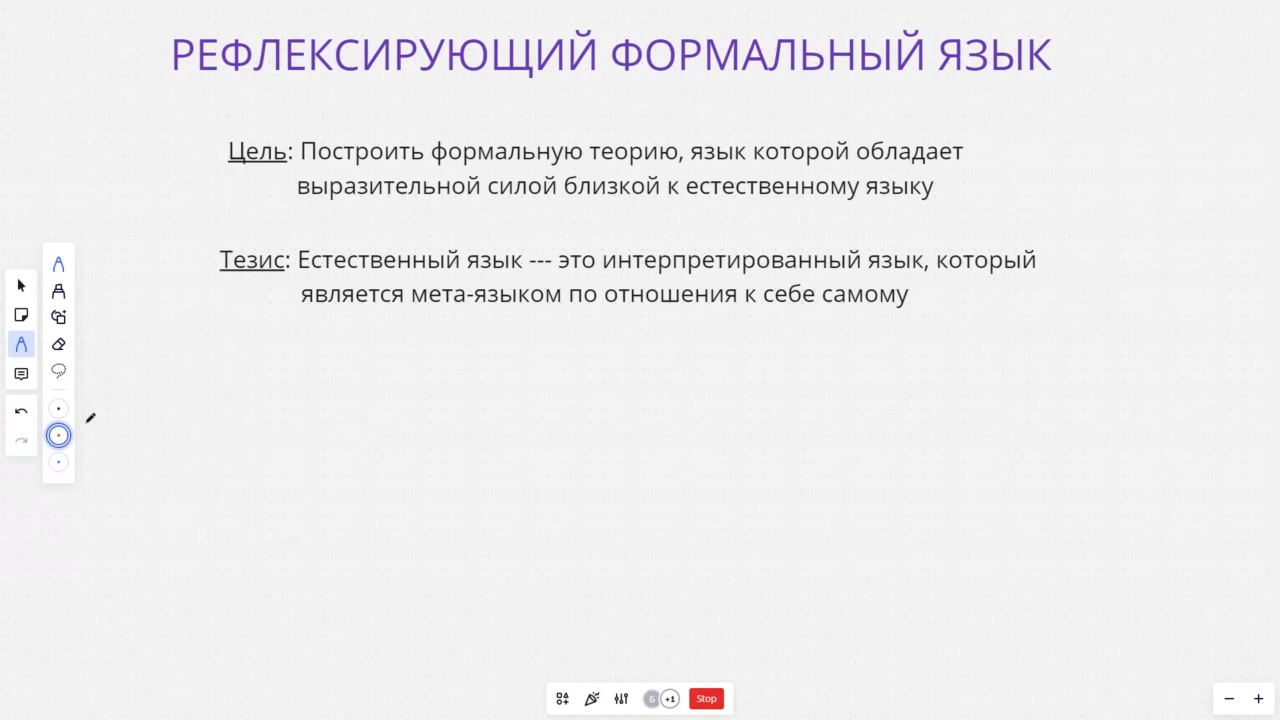 РЕФЛЕКСИРУЮЩИЙ ФОРМАЛЬНЫЙ ЯЗЫК
Цель: Построить формальную теорию, язык которой обладает
выразительной силой близкой к естественному языку
Тезис: Естественный язык --- это интерпретированный язык, который
является мета-языком по отношения к себе самому
Б +1 Stop